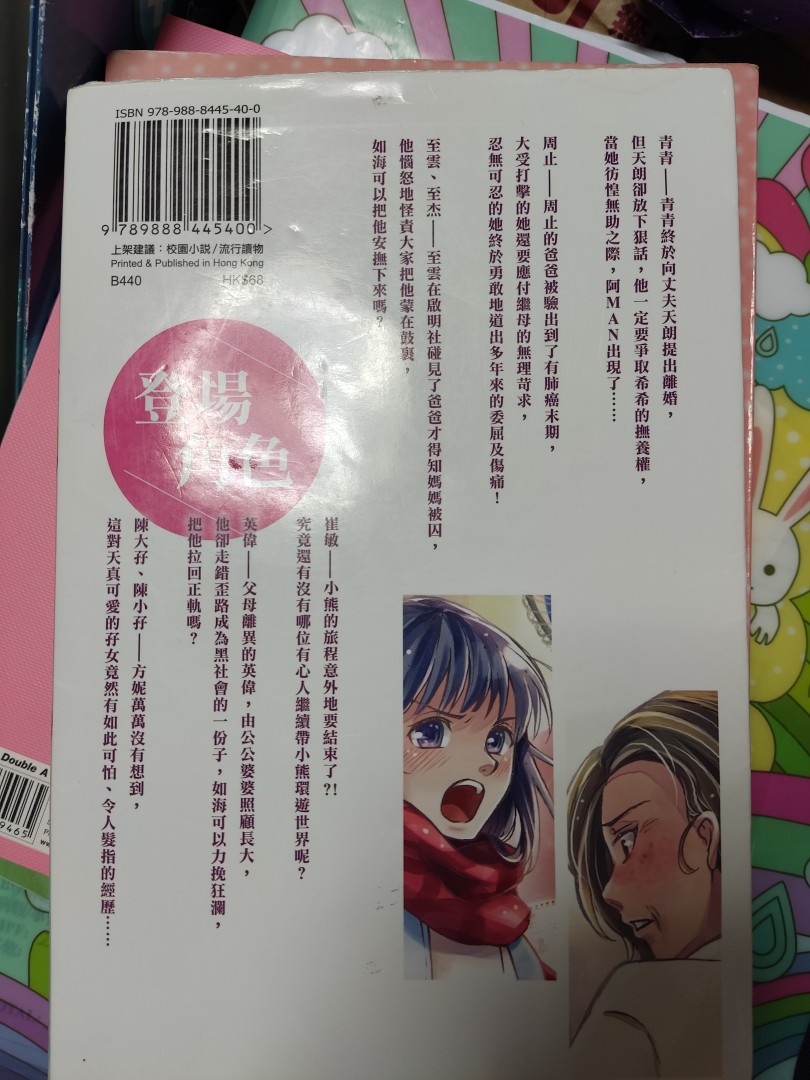 ISBN 978-988-8445-40-0
9 789888 445400 >
上架建議：校園小說/流行讀物
Printed & Published in Hong Kong
B440 HK$68
登場
角色
青青——青青終於向丈夫天朗提出離婚，
但天朗卻放下狠話，他一定要爭取希希的撫養權，
當她彷徨無助之際，阿MAN出現了……
周止——周止的爸爸被驗出到了有肺癌末期，
大受打擊的她還要應付繼母的無理苛求，
忍無可忍的她終於勇敢地道出多年來的委屈及傷痛！
至雲、至杰——至雲在啟明社碰見了爸爸才得知媽媽被囚，
他惱怒地怪責大家把他蒙在鼓裏，
如海可以把他安撫下來嗎？
崔敏——小熊的旅程意外地要結束了?!
究竟還有沒有哪位有心人繼續帶小熊環遊世界呢？
英偉——父母離異的英偉，由公公婆婆照顧長大，
他卻走錯歪路成為黑社會的一份子，如海可以力挽狂瀾，
把他拉回正軌嗎？
陳大孖、陳小孖——方妮萬萬沒有想到，
這對天真可愛的孖女竟然有如此可怕、令人髮指的經歷……
Double A
9465